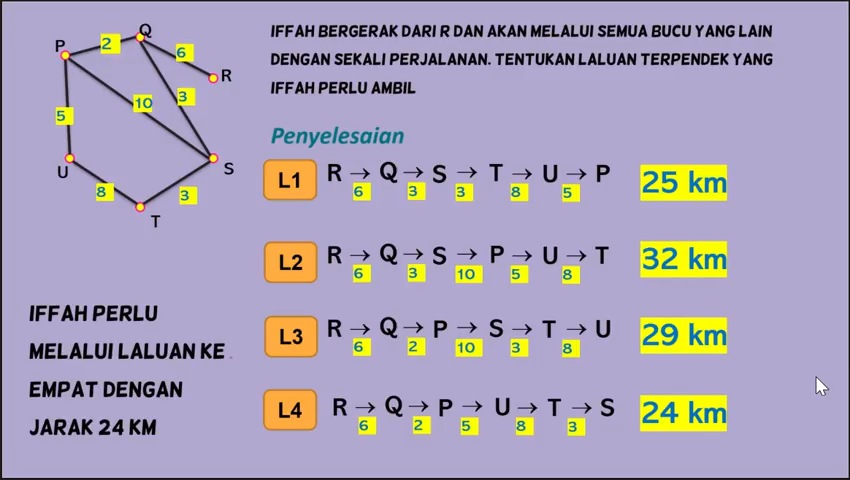 IFFAH BERGERAK DARI R DAN AKAN MELALUI SEMUA BUCU YANG LAIN
DENGAN SEKALI PERJALANAN. TENTUKAN LALUAN TERPENDEK YANG
IFFAH PERLU AMBIL
P
2
Q
6
R
10
3
5
U
S
8
3
T
Penyelesaian
L1 R → Q → S → T → U → P 25 km
6 3 3 8 5
L2 R → Q → S → P → U → T 32 km
6 3 10 5 8
L3 R → Q → P → S → T → U 29 km
6 2 10 3 8
L4 R → Q → P → U → T → S 24 km
6 2 5 8 3
IFFAH PERLU
MELALUI LALUAN KE
EMPAT DENGAN
JARAK 24 KM